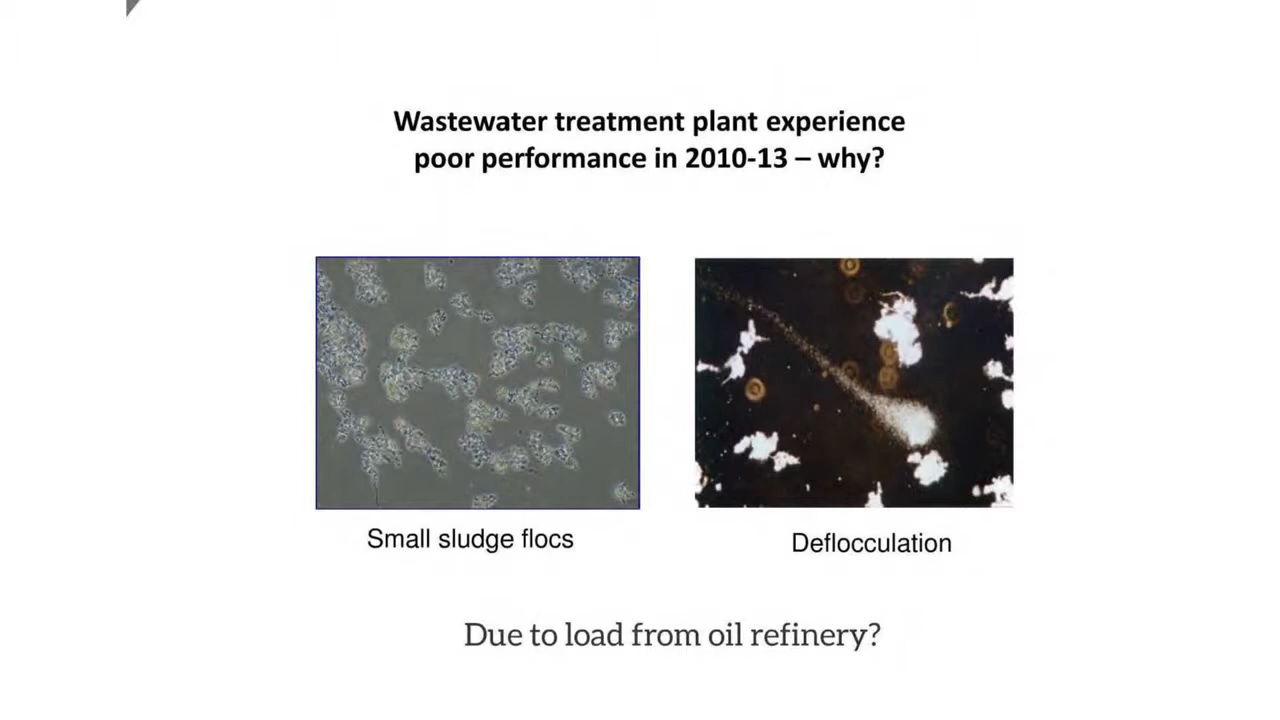 Wastewater treatment plant experience
poor performance in 2010-13 – why?
Small sludge flocs
Deflocculation
Due to load from oil refinery?